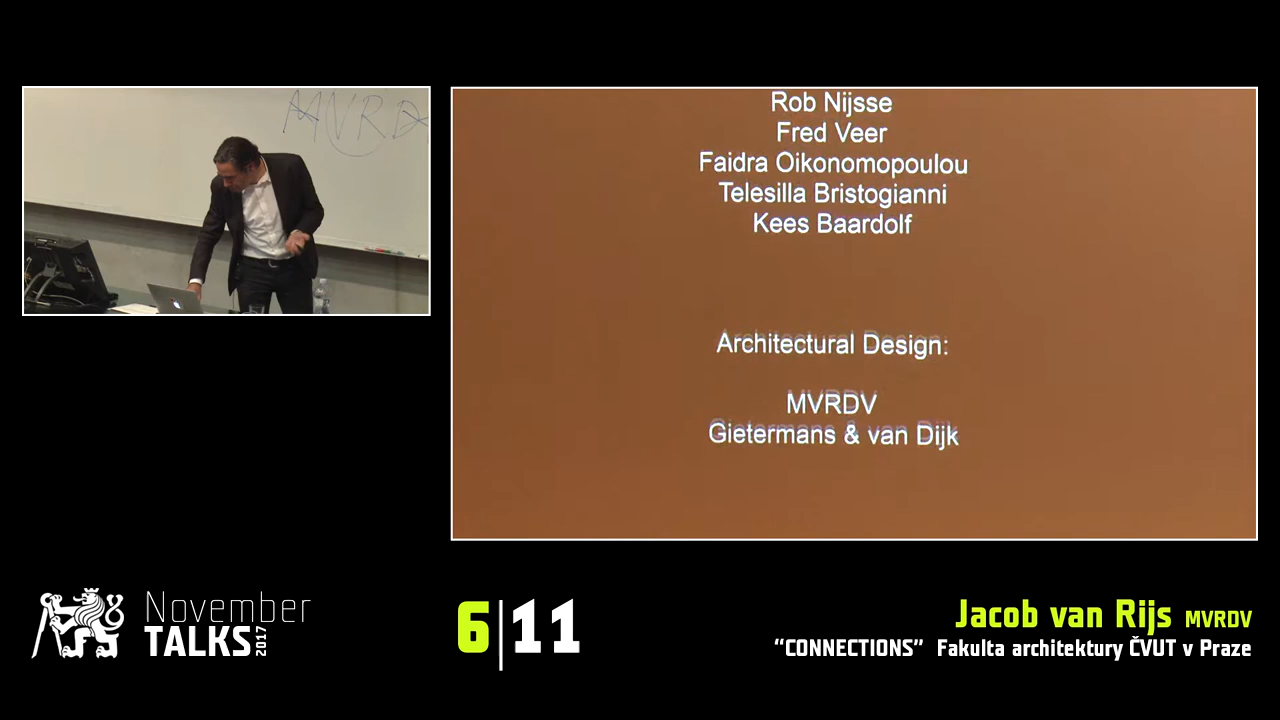 MVRDV
Rob Nijsse
Fred Veer
Faidra Oikonomopoulou
Telesilla Bristogianni
Kees Baardolf
Architectural Design:
MVRDV
Gietermans & van Dijk
November
TALKS 2017
6|11
Jacob van Rijs MVRDV
“CONNECTIONS” Fakulta architektury ČVUT v Praze